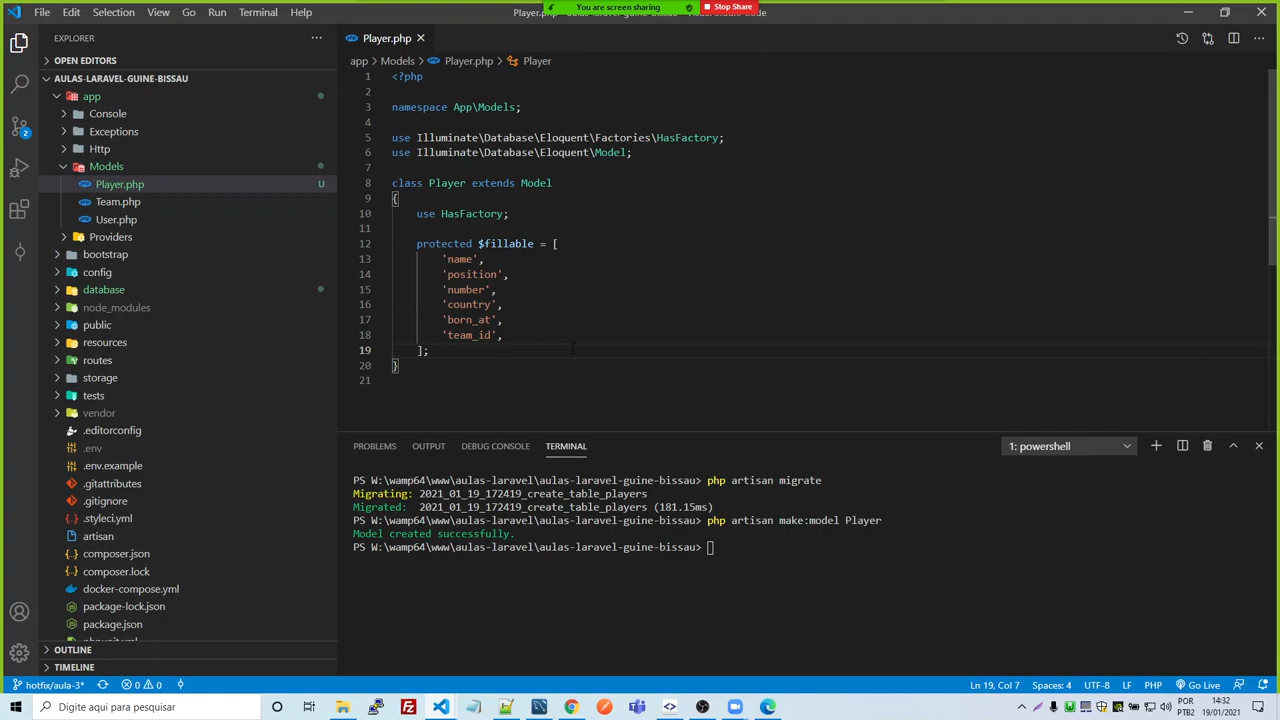 You are screen sharing
Stop Share
File Edit Selection View Go Run Terminal Help
EXPLORER
OPEN EDITORS
AULAS-LARAVEL-GUINE-BISSAU
app
Console
Exceptions
Http
Models
Player.php U
Team.php
User.php
Providers
bootstrap
config
database
node_modules
public
resources
routes
storage
tests
vendor
.editorconfig
.env
.env.example
.gitattributes
.gitignore
.styleci.yml
artisan
composer.json
composer.lock
docker-compose.yml
package-lock.json
package.json
OUTLINE
TIMELINE
2
Player.php
app > Models > Player.php > Player
1 <?php
2
3 namespace App\Models;
4
5 use Illuminate\Database\Eloquent\Factories\HasFactory;
6 use Illuminate\Database\Eloquent\Model;
7
8 class Player extends Model
9 {
10 use HasFactory;
11
12 protected $fillable = [
13 'name',
14 'position',
15 'number',
16 'country',
17 'born_at',
18 'team_id',
19 ];
20 }
21
PROBLEMS OUTPUT DEBUG CONSOLE TERMINAL
1: powershell
PS W:\wamp64\www\aulas-laravel\aulas-laravel-guine-bissau> php artisan migrate
Migrating: 2021_01_19_172419_create_table_players
Migrated: 2021_01_19_172419_create_table_players (181.15ms)
PS W:\wamp64\www\aulas-laravel\aulas-laravel-guine-bissau> php artisan make:model Player
Model created successfully.
PS W:\wamp64\www\aulas-laravel\aulas-laravel-guine-bissau>
hotfix/aula-3* 0 0
Ln 19, Col 7 Spaces: 4 UTF-8 LF PHP Go Live
Digite aqui para pesquisar
POR
PTB2
14:32
19/01/2021